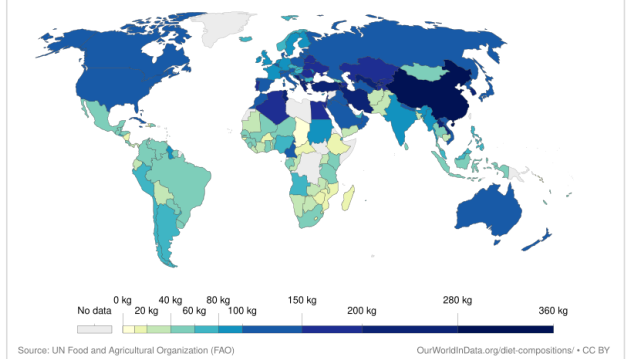 0 kg 40 kg 80 kg 150 kg 280 kg 360 kg
No data 20 kg 60 kg 100 kg 200 kg
Source: UN Food and Agricultural Organization (FAO) OurWorldInData.org/diet-compositions/ • CC BY